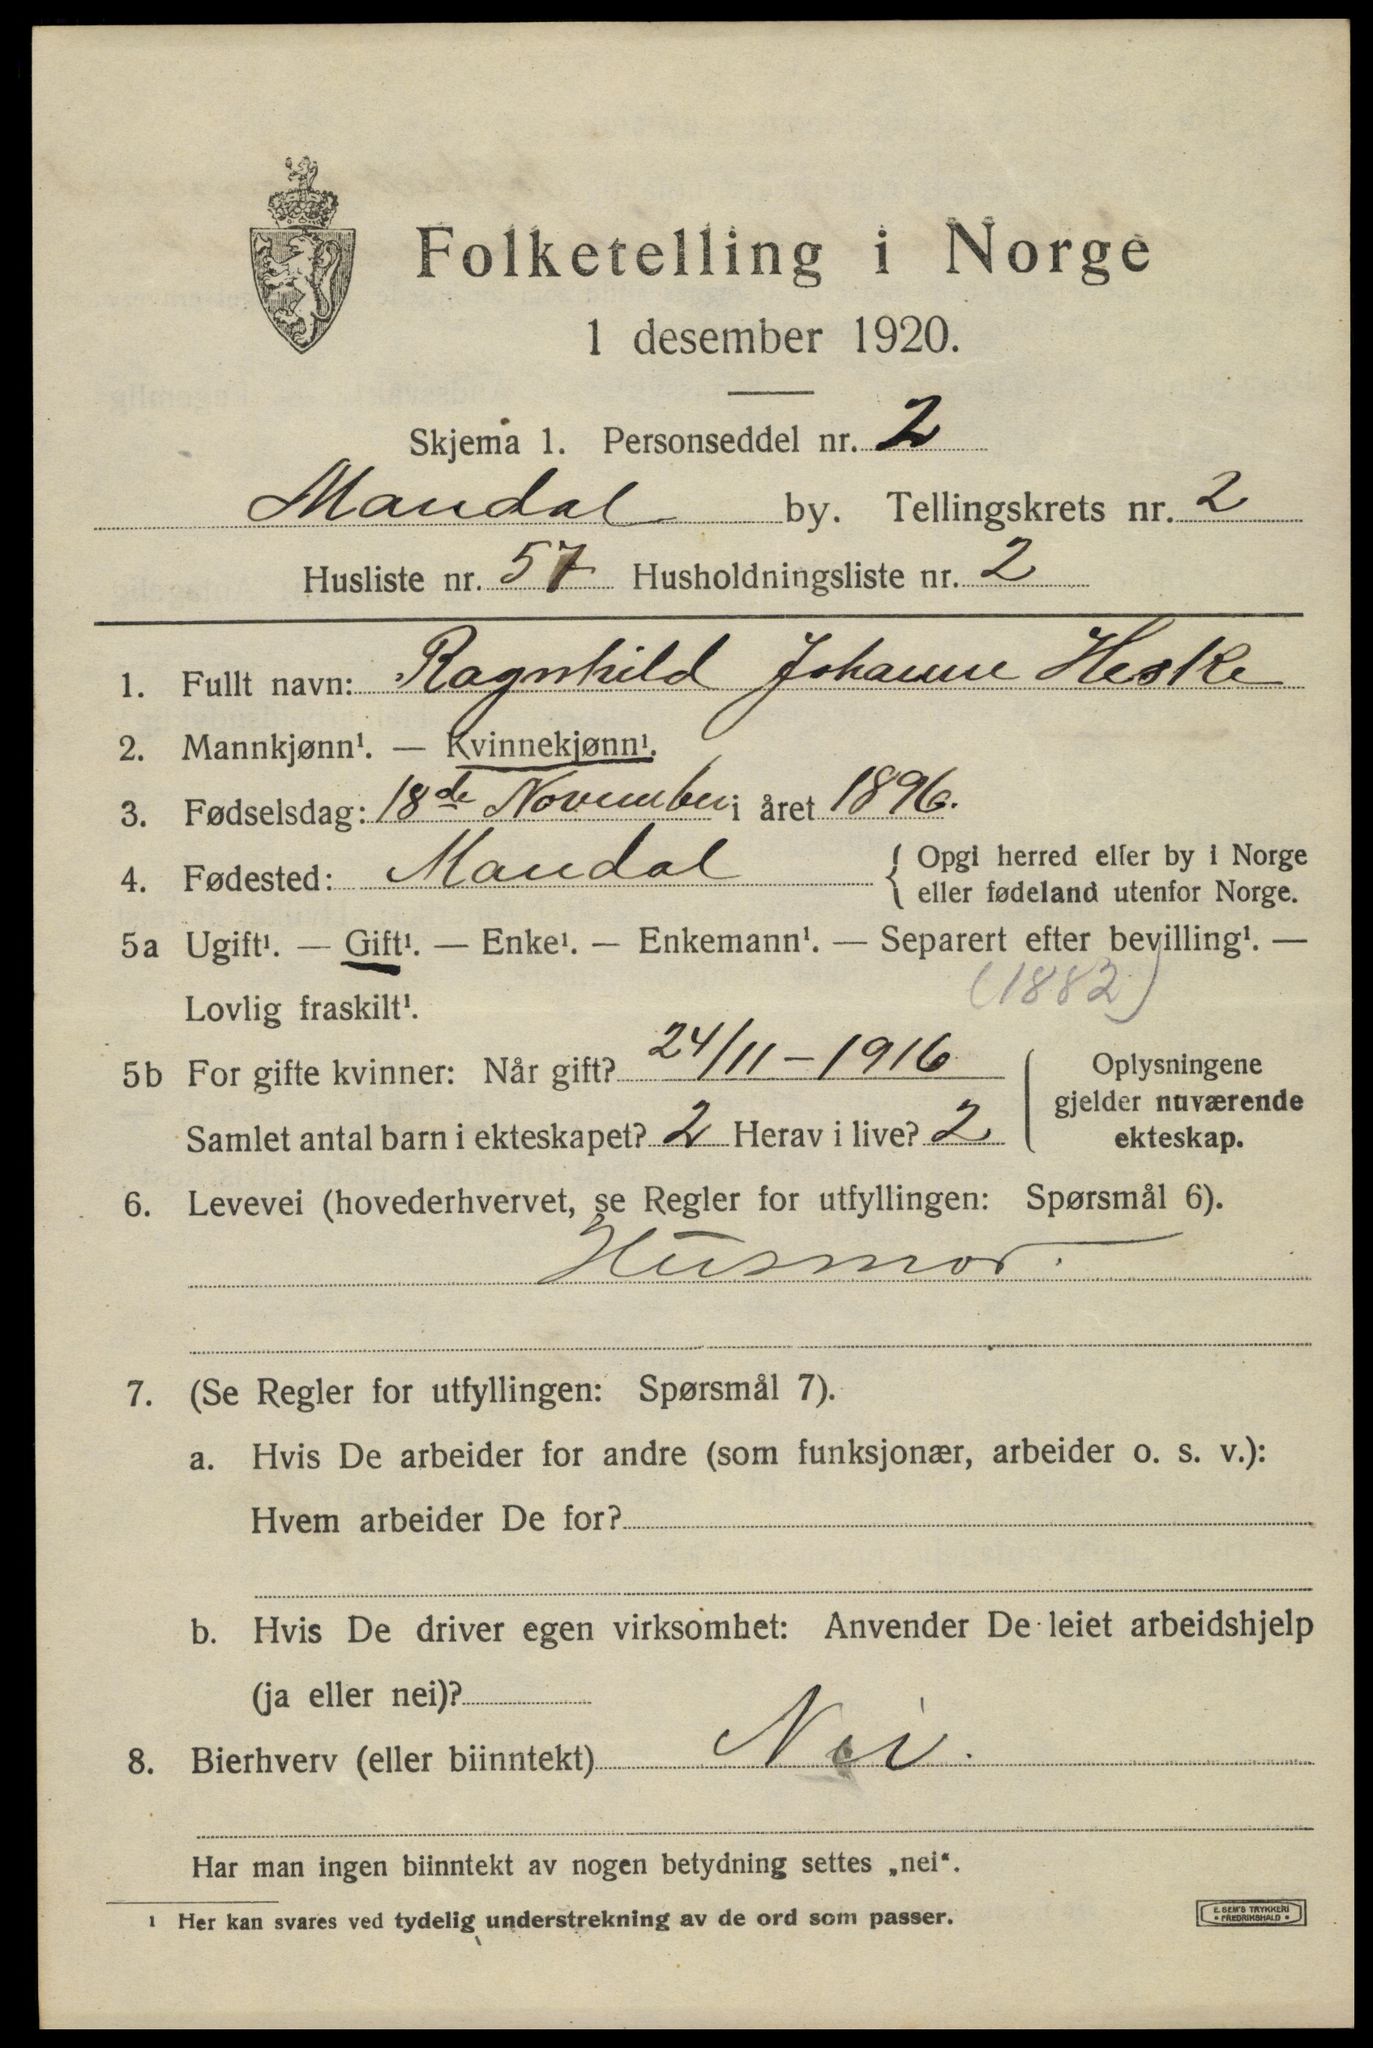 Folketelling i Norge
1 desember 1920.
Skjema 1. Personseddel nr. 2
Mandal by. Tellingskrets nr. 2
Husliste nr. 57 Husholdningsliste nr. 2
1. Fullt navn: Ragnhild Johanne Heske
2. Mannkjønn¹. — Kvinnekjønn¹.
3. Fødselsdag: 18de November i året 1896.
4. Fødested: Mandal { Opgi herred eller by i Norge
eller fødeland utenfor Norge.
5a Ugift¹. — Gift¹. — Enke¹. — Enkemann¹. — Separert efter bevilling¹. —
(1882)
Lovlig fraskilt¹.
5b For gifte kvinner: Når gift? 24/11 – 1916
Samlet antal barn i ekteskapet? 2 Herav i live? 2
Oplysningene
gjelder nuværende
ekteskap.
6. Levevei (hovederhvervet, se Regler for utfyllingen: Spørsmål 6).
Husmor.
7. (Se Regler for utfyllingen: Spørsmål 7).
a. Hvis De arbeider for andre (som funksjonær, arbeider o. s. v.):
Hvem arbeider De for?
b. Hvis De driver egen virksomhet: Anvender De leiet arbeidshjelp
(ja eller nei)?
8. Bierhverv (eller biinntekt) Nei.
Har man ingen biinntekt av nogen betydning settes „nei“.
¹ Her kan svares ved tydelig understrekning av de ord som passer.
E. SEM'S TRYKKERI
• FREDRIKSHALD •